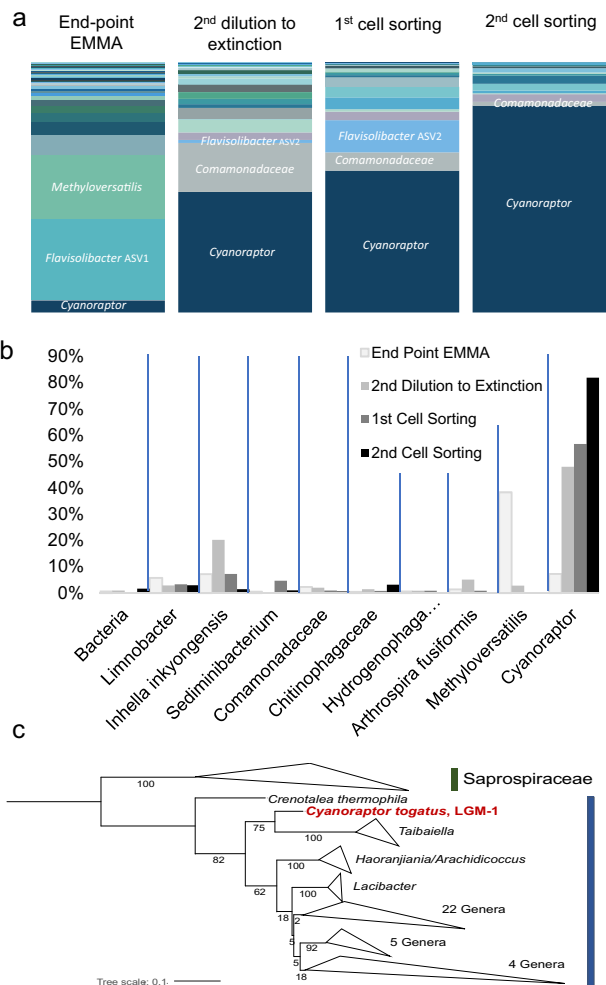 a
End-point
EMMA
2nd dilution to
extinction
1st cell sorting
2nd cell sorting
Methyloversatilis
Flavisolibacter ASV1
Cyanoraptor
Flavisolibacter ASV2
Comamonadaceae
Cyanoraptor
Flavisolibacter ASV2
Comamonadaceae
Cyanoraptor
Comamonadaceae
Cyanoraptor
b
90%
80%
70%
60%
50%
40%
30%
20%
10%
0%
End Point EMMA
2nd Dilution to Extinction
1st Cell Sorting
2nd Cell Sorting
Bacteria
Limnobacter
Inhella inkyongensis
Sediminibacterium
Comamonadaceae
Chitinophagaceae
Hydrogenophaga...
Arthrospira fusiformis
Methyloversatilis
Cyanoraptor
c
100
Saprospiraceae
Crenotalea thermophila
Cyanoraptor togatus, LGM-1
75
100
Taibaiella
82
Haoranjiania/Arachidicoccus
100
62
Lacibacter
100
18
2
22 Genera
5
92
5 Genera
5
4 Genera
18
Tree scale: 0.1